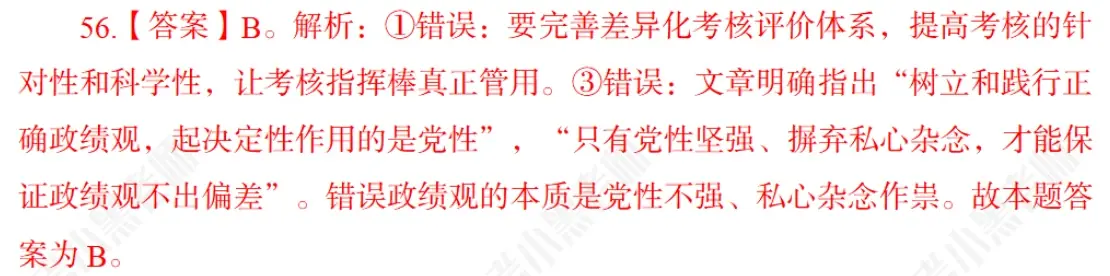 56.【答案】B。解析：①错误：要完善差异化考核评价体系，提高考核的针
对性和科学性，让考核指挥棒真正管用。③错误：文章明确指出“树立和践行正
确政绩观，起决定性作用的是党性”，“只有党性坚强、摒弃私心杂念，才能保
证政绩观不出偏差”。错误政绩观的本质是党性不强、私心杂念作祟。故本题答
案为 B。